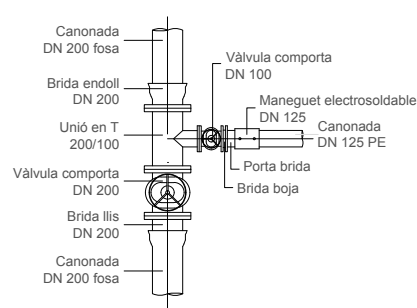 Canonada
DN 200 fosa
Brida endoll
DN 200
Unió en T
200/100
Vàlvula comporta
DN 200
Brida llis
DN 200
Canonada
DN 200 fosa
Vàlvula comporta
DN 100
Maneguet electrosoldable
DN 125
Canonada
DN 125 PE
Porta brida
Brida boja